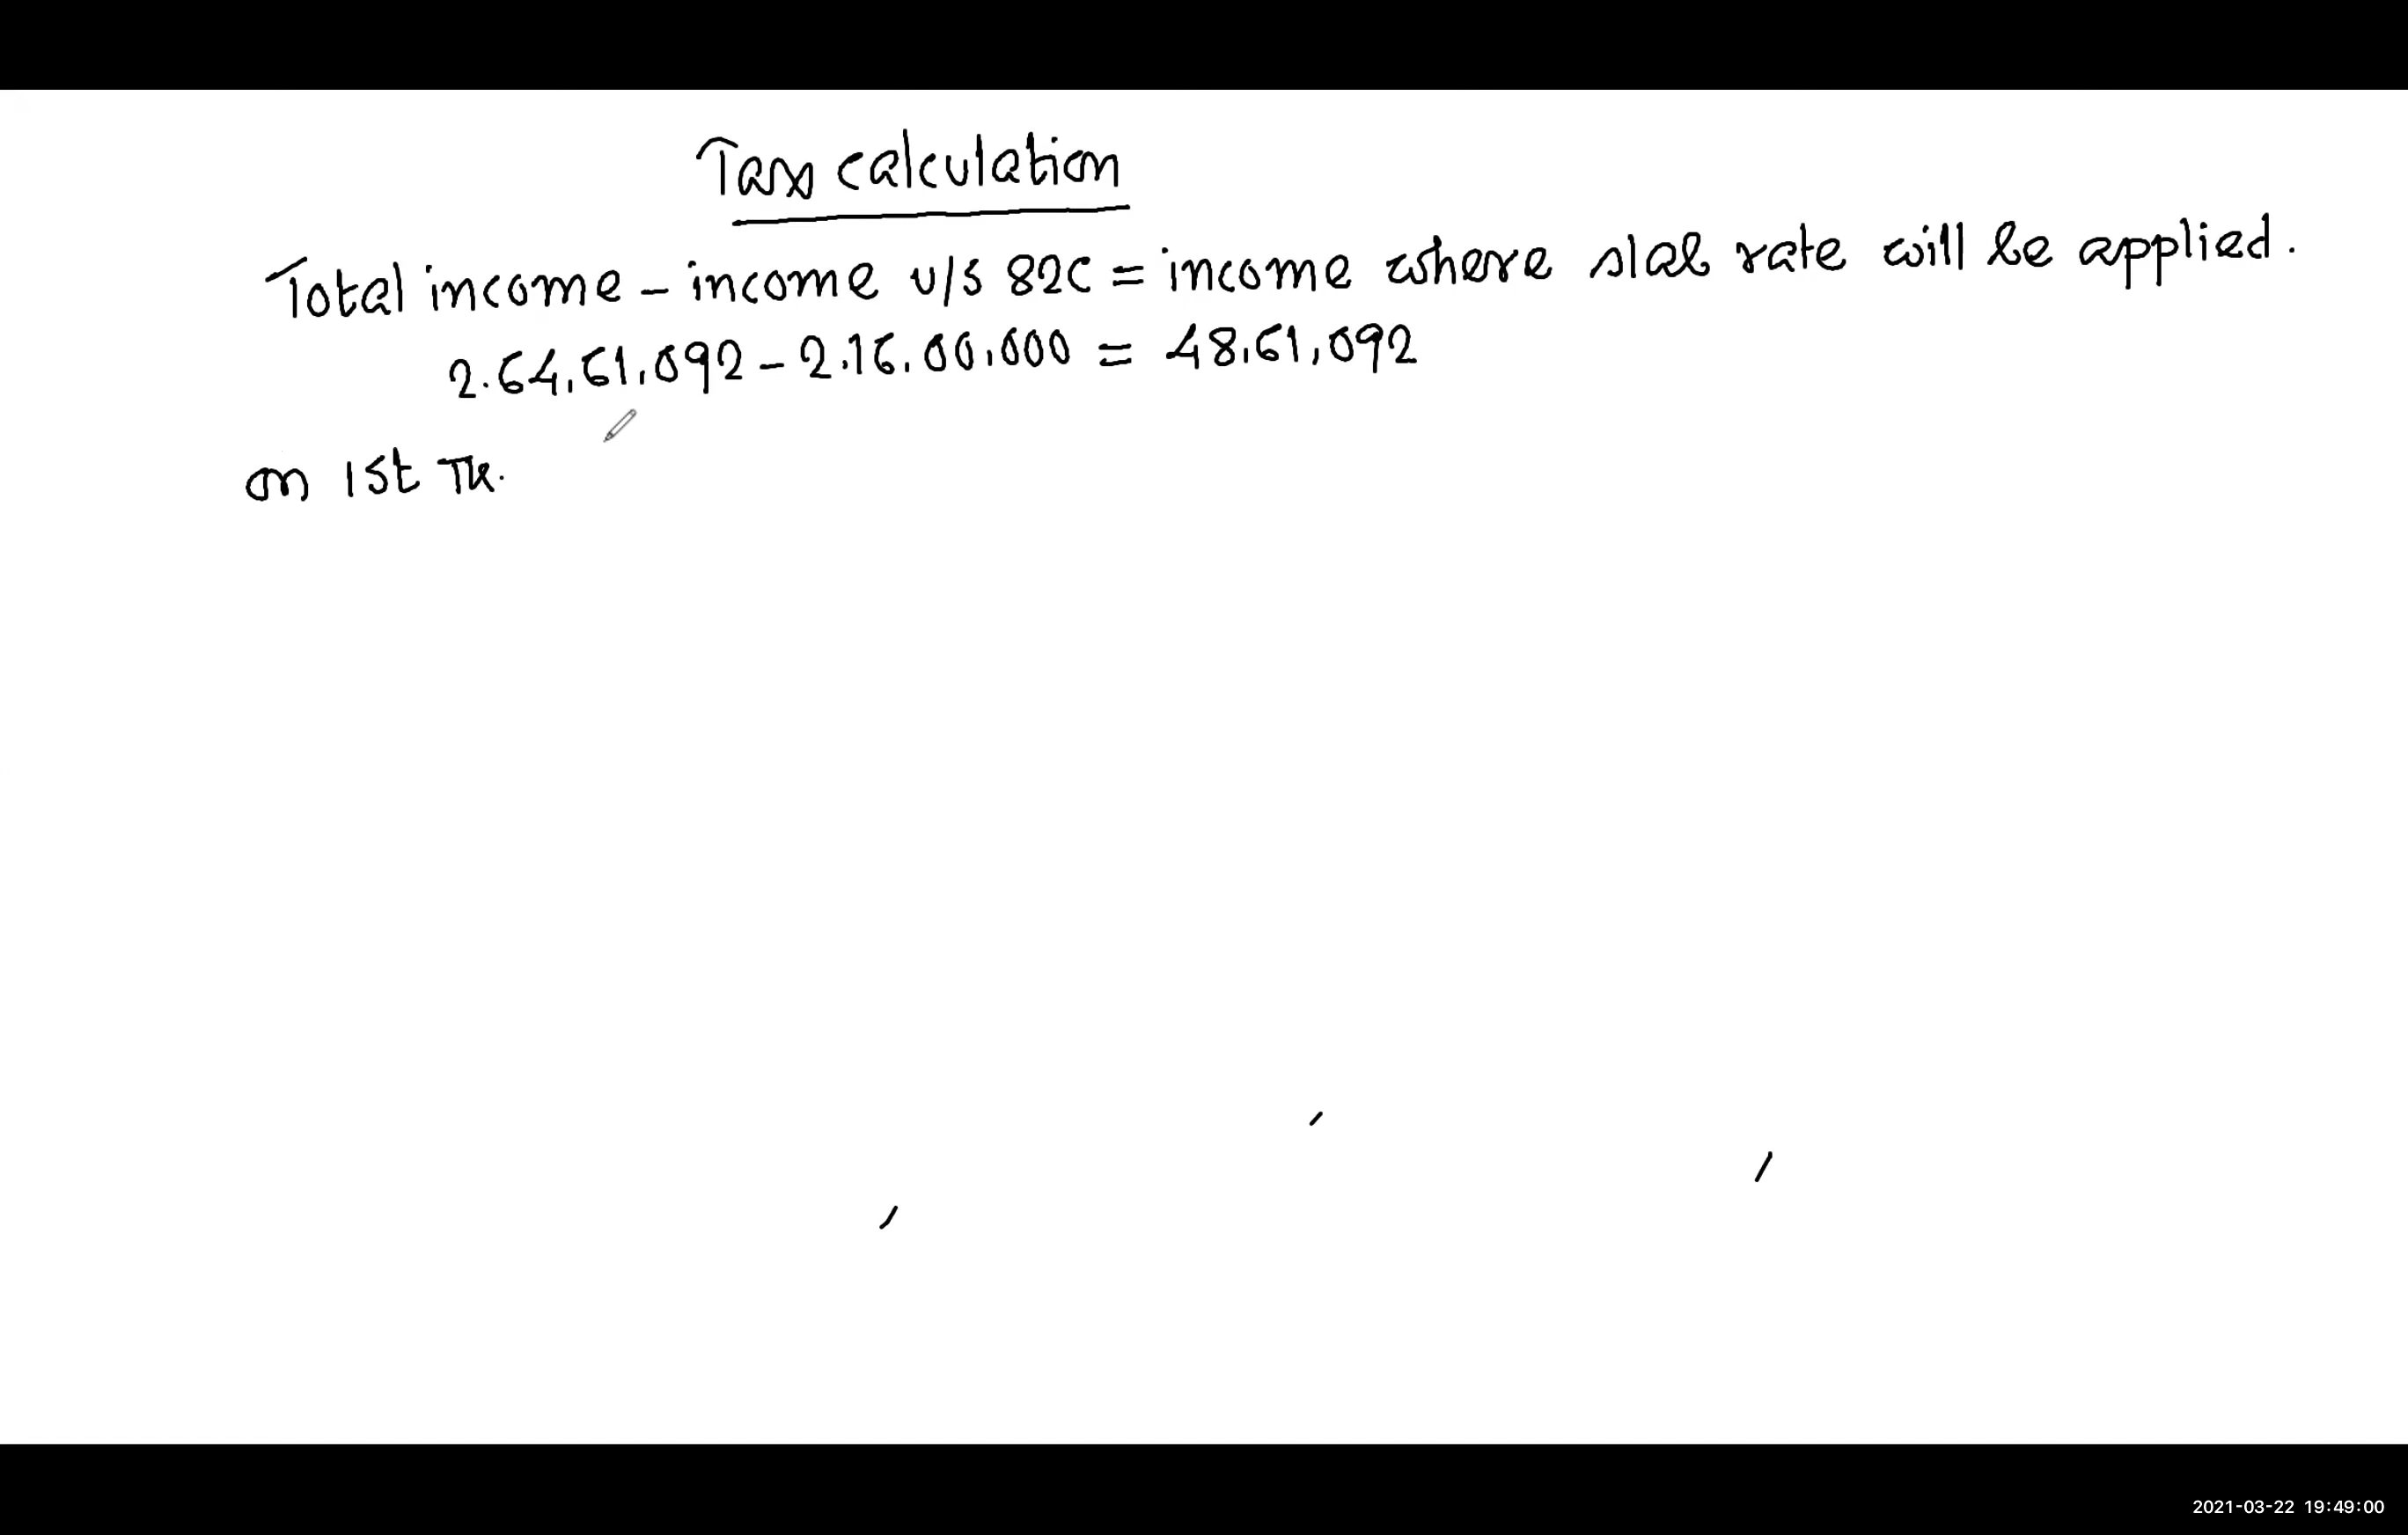 Tax calculation
Total income - income u/s 82C = income where slab rate will be applied.
2.64,61,092 - 2,16,00,000 = 48,61,092
on 1st Tk.
2021-03-22 19:49:00